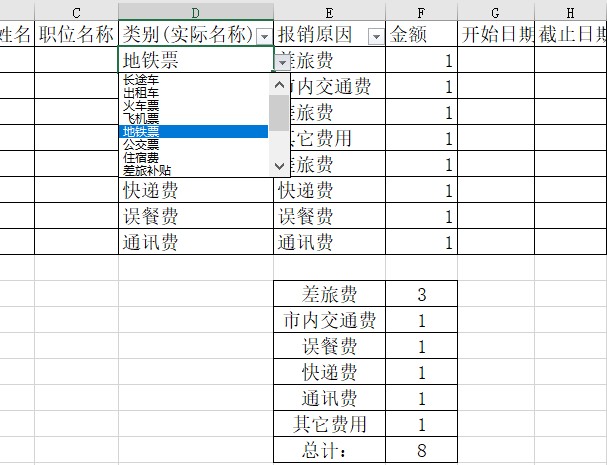 C D E F G H
姓名 职位名称 类别(实际名称) 报销原因 金额 开始日期 截止日期
地铁票 差旅费 1
长途车
出租车 市内交通费 1
火车票
飞机票 差旅费 1
地铁票
公交票 其它费用 1
住宿费
差旅补贴 差旅费 1
快递费 快递费 1
误餐费 误餐费 1
通讯费 通讯费 1
差旅费 3
市内交通费 1
误餐费 1
快递费 1
通讯费 1
其它费用 1
总计: 8